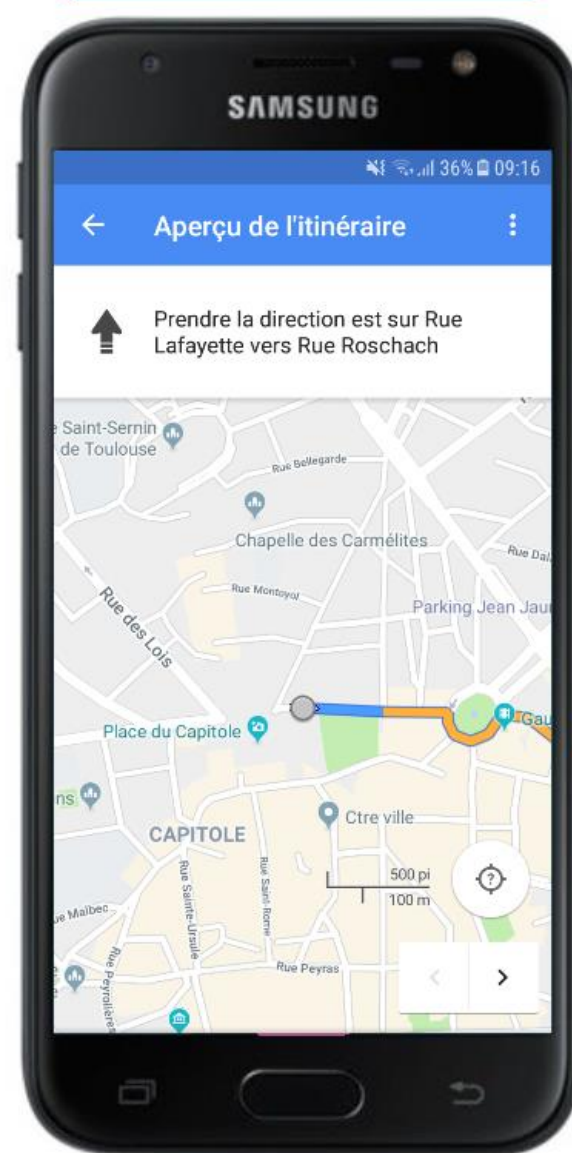 SAMSUNG
36% 09:16
Aperçu de l'itinéraire
Prendre la direction est sur Rue
Lafayette vers Rue Roschach
Saint-Sernin
de Toulouse
Rue Bellegarde
Chapelle des Carmélites
Rue Montoyol
Parking Jean
Rue des Lois
Place du Capitole
Ctre ville
CAPITOLE
500 pi
100 m
Rue Sainte-Ursule
Rue Saint-Rome
Rue Peyras
Rue Peyrolières